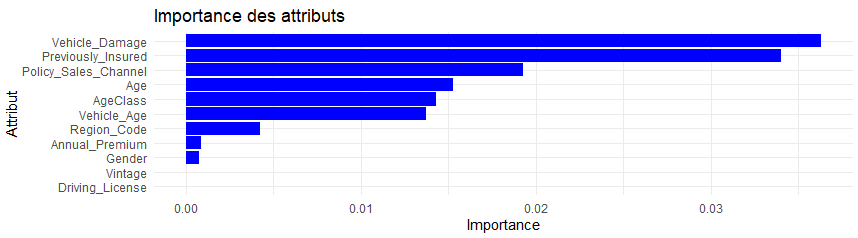 Importance des attributs
Attribut
Vehicle_Damage
Previously_Insured
Policy_Sales_Channel
Age
AgeClass
Vehicle_Age
Region_Code
Annual_Premium
Gender
Vintage
Driving_License
0.00 0.01 0.02 0.03
Importance